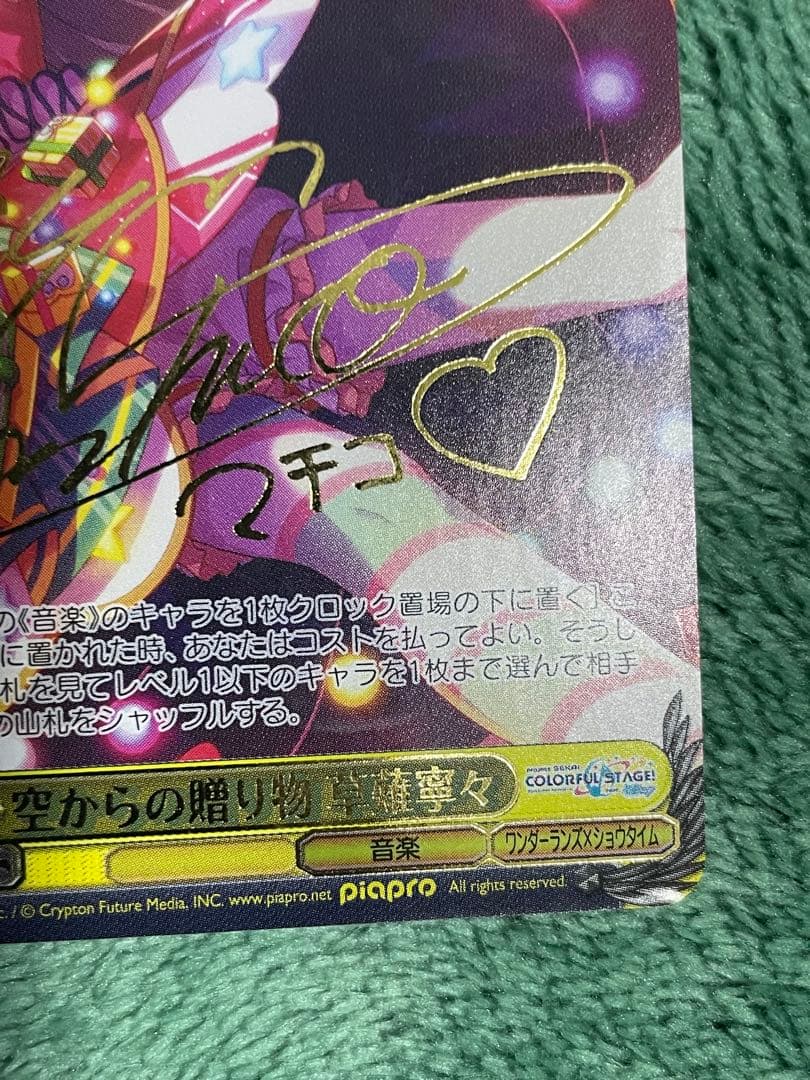 マチコ
の《音楽》のキャラを1枚クロック置場の下に置く］こ
に置かれた時、あなたはコストを払ってよい。そうし
札を見てレベル1以下のキャラを1枚まで選んで相手
の山札をシャッフルする。
空からの贈り物 草薙寧々
PROJECT SEKAI
COLORFUL STAGE!
音楽
ワンダーランズ×ショウタイム
c. / © Crypton Future Media, INC. www.piapro.net piapro All rights reserved.